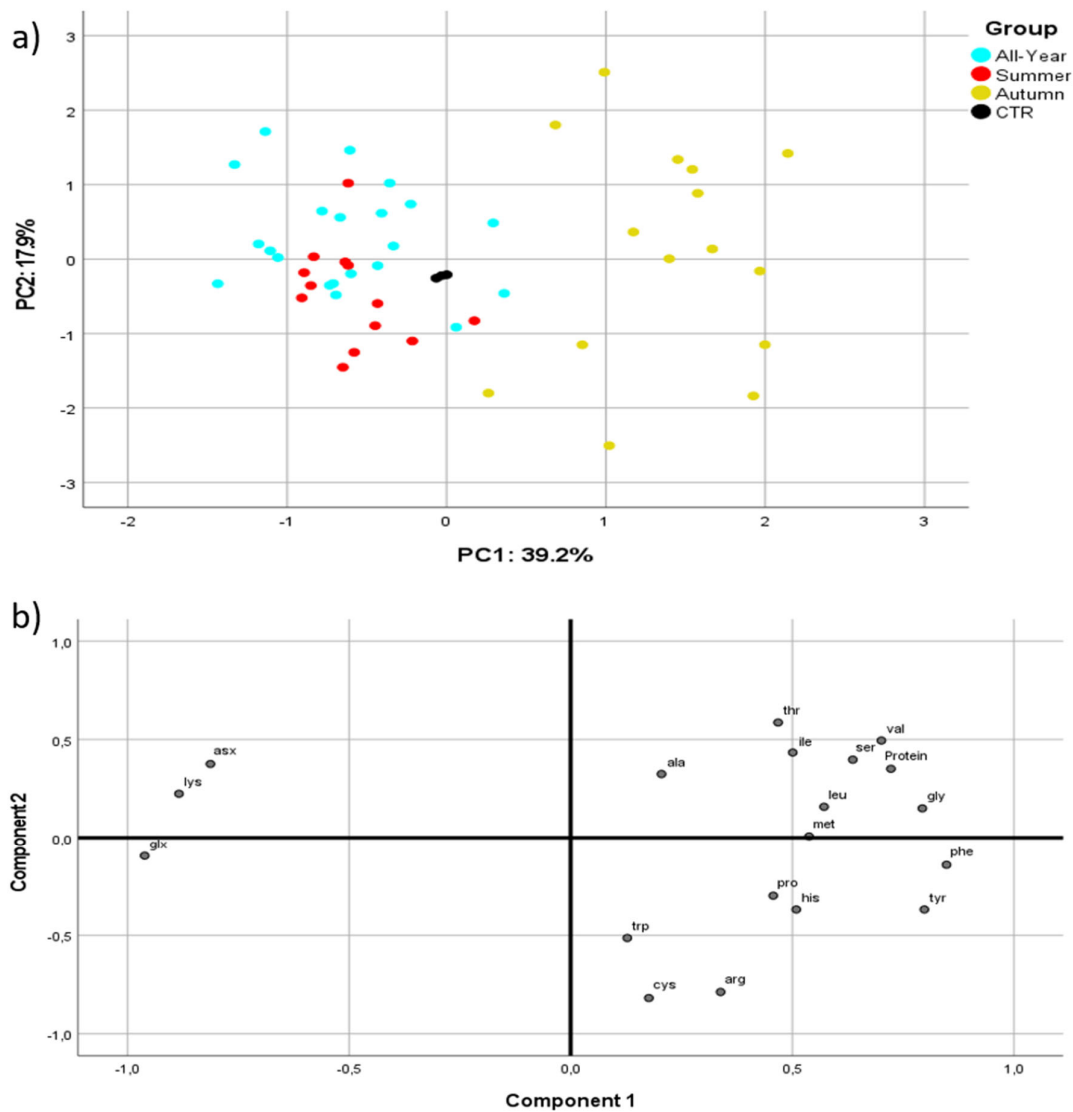 a)
Group
All-Year
Summer
Autumn
CTR
3
2
1
0
-1
-2
-3
PC2: 17.9%
-2 -1 0 1 2 3
PC1: 39.2%
b)
1,0
0,5
0,0
-0,5
-1,0
Component 2
thr
val
asx
ile
ser
Protein
ala
lys
leu
gly
met
glx
phe
pro
his
tyr
trp
cys
arg
-1,0 -0,5 0,0 0,5 1,0
Component 1